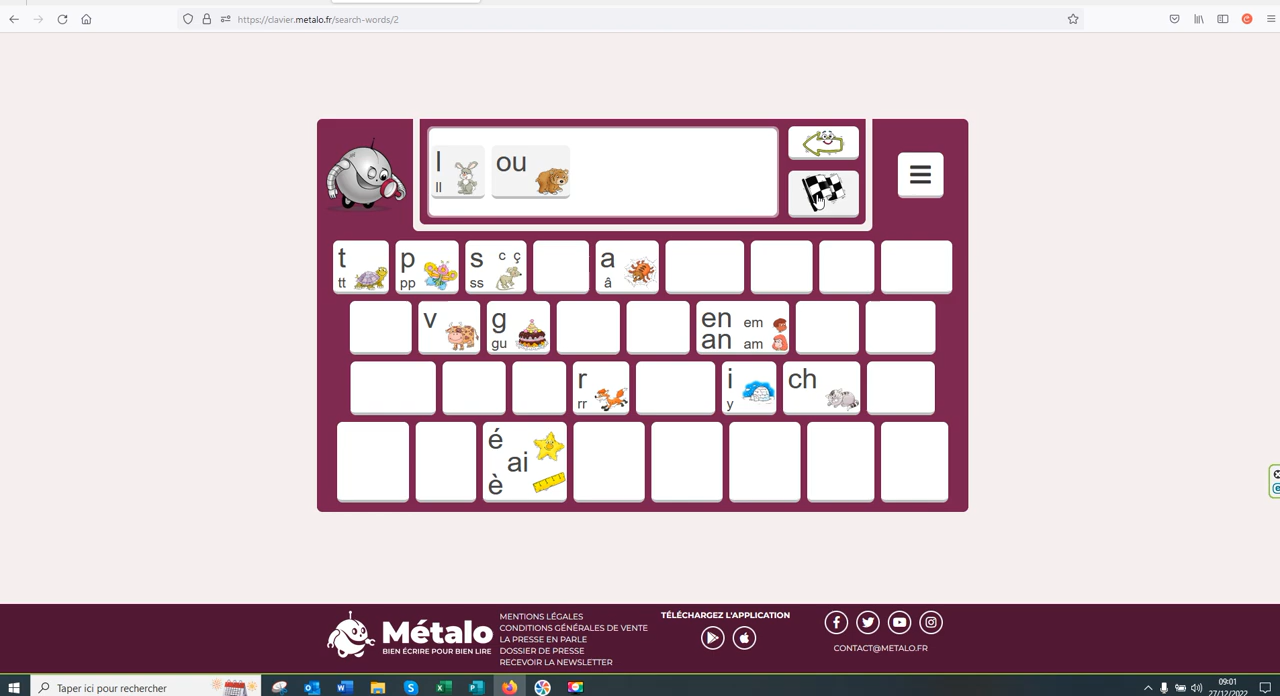 https://clavier.metalo.fr/search-words/2
l
ll
ou
t
tt
p
pp
s c ç
ss
a
â
v
g
gu
en em
an am
r
rr
i
y
ch
é
ai
è
Métalo
BIEN ÉCRIRE POUR BIEN LIRE
MENTIONS LÉGALES
CONDITIONS GÉNÉRALES DE VENTE
LA PRESSE EN PARLE
DOSSIER DE PRESSE
RECEVOIR LA NEWSLETTER
TÉLÉCHARGEZ L'APPLICATION
CONTACT@METALO.FR
Taper ici pour rechercher
09:01
27/12/2022